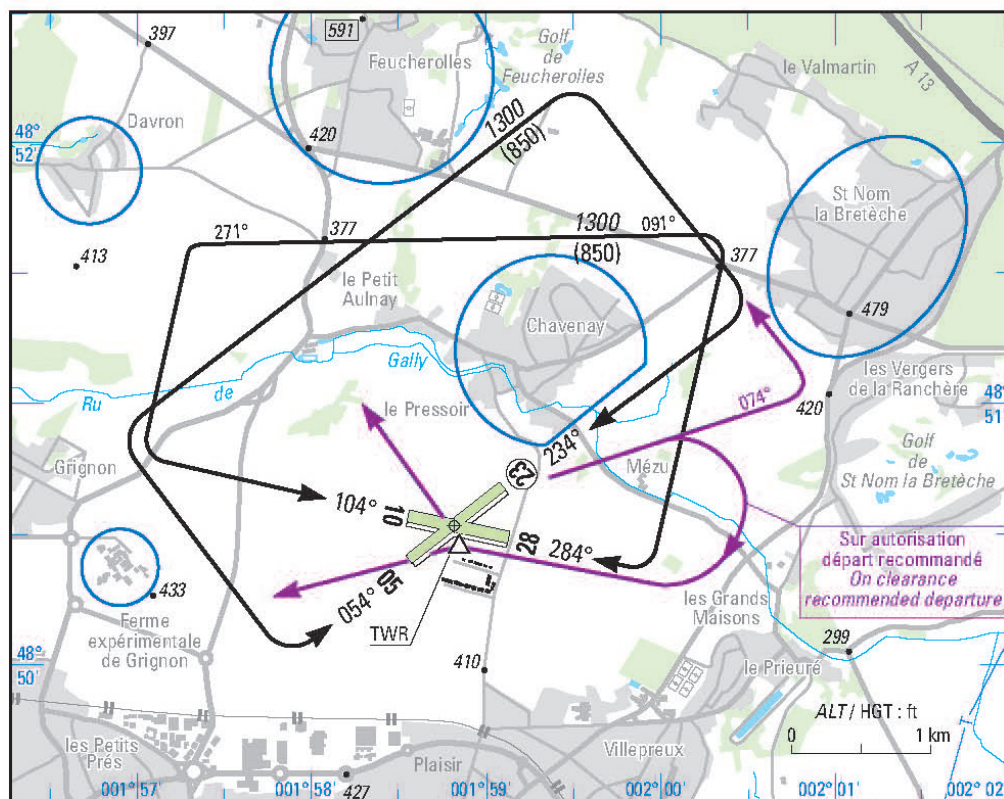 397
591
Feucherolles
Golf
de
Feucherolles
le Valmartin
A 13
48°
52'
Davron
420
1300
(850)
St Nom
la Bretèche
271°
377
1300
(850)
091°
377
413
le Petit
Aulnay
Chavenay
479
Ru
de
Gally
les Vergers
de la Ranchère
074°
420
48°
51'
le Pressoir
234°
Grignon
Mézu
Golf
de
St Nom la Bretèche
104°
10
23
28
284°
Sur autorisation
départ recommandé
On clearance
recommended departure
433
054°
05
TWR
Ferme
expérimentale
de Grignon
les Grands
Maisons
299
48°
50'
410
le Prieuré
ALT / HGT : ft
0
1 km
les Petits
Prés
Plaisir
Villepreux
001°57
001°58
427
001°59
002°00
002°01
002°02